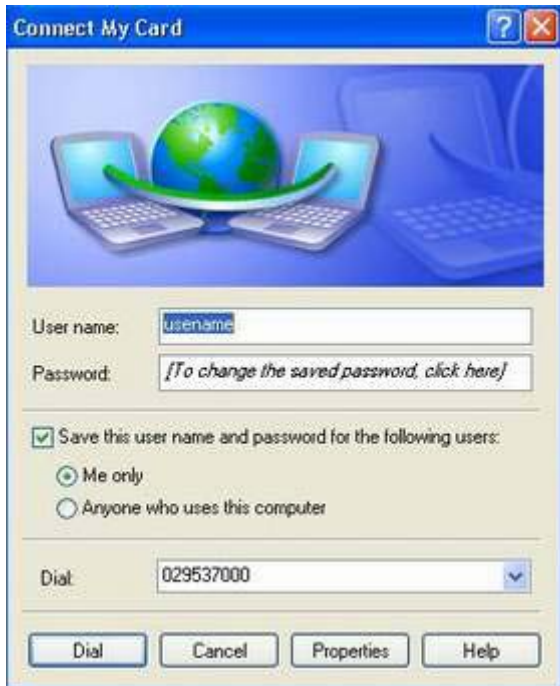 Connect My Card
User name: usename
Password: [To change the saved password, click here]
Save this user name and password for the following users:
Me only
Anyone who uses this computer
Dial: 029537000
Dial Cancel Properties Help